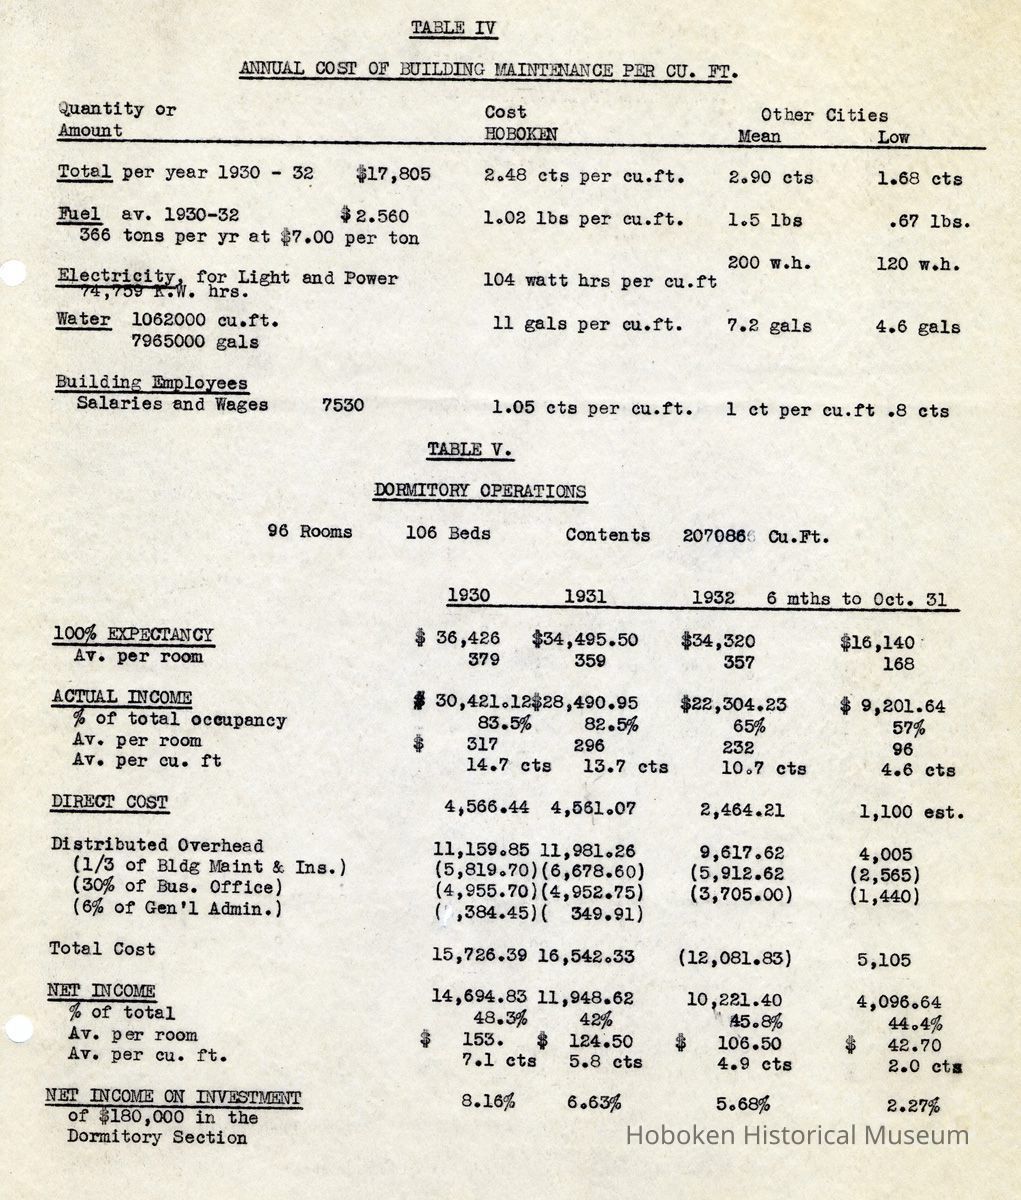 TABLE IV
ANNUAL COST OF BUILDING MAINTENANCE PER CU. FT.
Quantity or Cost Other Cities
Amount HOBOKEN Mean Low
Total per year 1930 - 32 $17,805 2.48 cts per cu.ft. 2.90 cts 1.68 cts
Fuel av. 1930-32 $2.560 1.02 lbs per cu.ft. 1.5 lbs .67 lbs.
366 tons per yr at $7.00 per ton
200 w.h. 120 w.h.
Electricity, for Light and Power 104 watt hrs per cu.ft
74,759 K.W. hrs.
Water 1062000 cu.ft. 11 gals per cu.ft. 7.2 gals 4.6 gals
7965000 gals
Building Employees
Salaries and Wages 7530 1.05 cts per cu.ft. 1 ct per cu.ft .8 cts
TABLE V.
DORMITORY OPERATIONS
96 Rooms 106 Beds Contents 2070866 Cu.Ft.
1930 1931 1932 6 mths to Oct. 31
100% EXPECTANCY $ 36,426 $34,495.50 $34,320 $16,140
Av. per room 379 359 357 168
ACTUAL INCOME $ 30,421.12 $28,490.95 $22,304.23 $ 9,201.64
% of total occupancy 83.5% 82.5% 65% 57%
Av. per room $ 317 296 232 96
Av. per cu. ft 14.7 cts 13.7 cts 10.7 cts 4.6 cts
DIRECT COST 4,566.44 4,561.07 2,464.21 1,100 est.
Distributed Overhead 11,159.85 11,981.26 9,617.62 4,005
(1/3 of Bldg Maint & Ins.) (5,819.70)(6,678.60) (5,912.62 (2,565)
(30% of Bus. Office) (4,955.70)(4,952.75) (3,705.00) (1,440)
(6% of Gen'l Admin.) ( ,384.45)( 349.91)
Total Cost 15,726.39 16,542.33 (12,081.83) 5,105
NET INCOME 14,694.83 11,948.62 10,221.40 4,096.64
% of total 48.3% 42% 45.8% 44.4%
Av. per room $ 153. $ 124.50 $ 106.50 $ 42.70
Av. per cu. ft. 7.1 cts 5.8 cts 4.9 cts 2.0 cts
NET INCOME ON INVESTMENT 8.16% 6.63% 5.68% 2.27%
of $180,000 in the
Dormitory Section
Hoboken Historical Museum